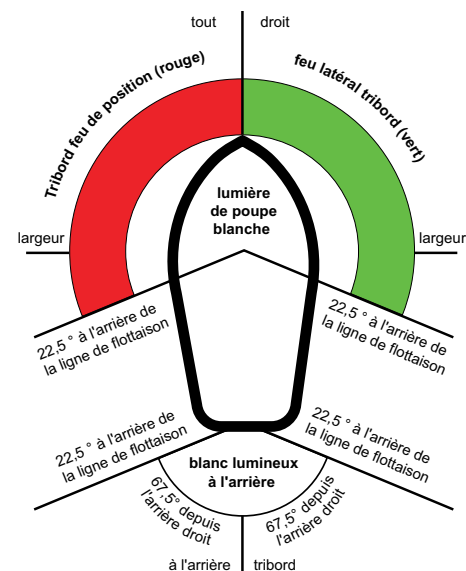 tout
droit
Tribord feu de position (rouge)
feu latéral tribord (vert)
lumière
de poupe
blanche
largeur
largeur
22,5 ° à l'arrière de
la ligne de flottaison
22,5 ° à l'arrière de
la ligne de flottaison
22,5 ° à l'arrière de
la ligne de flottaison
22,5 ° à l'arrière de
la ligne de flottaison
blanc lumineux
à l'arrière
67,5° depuis
l'arrière droit
67,5° depuis
l'arrière droit
à l'arrière
tribord